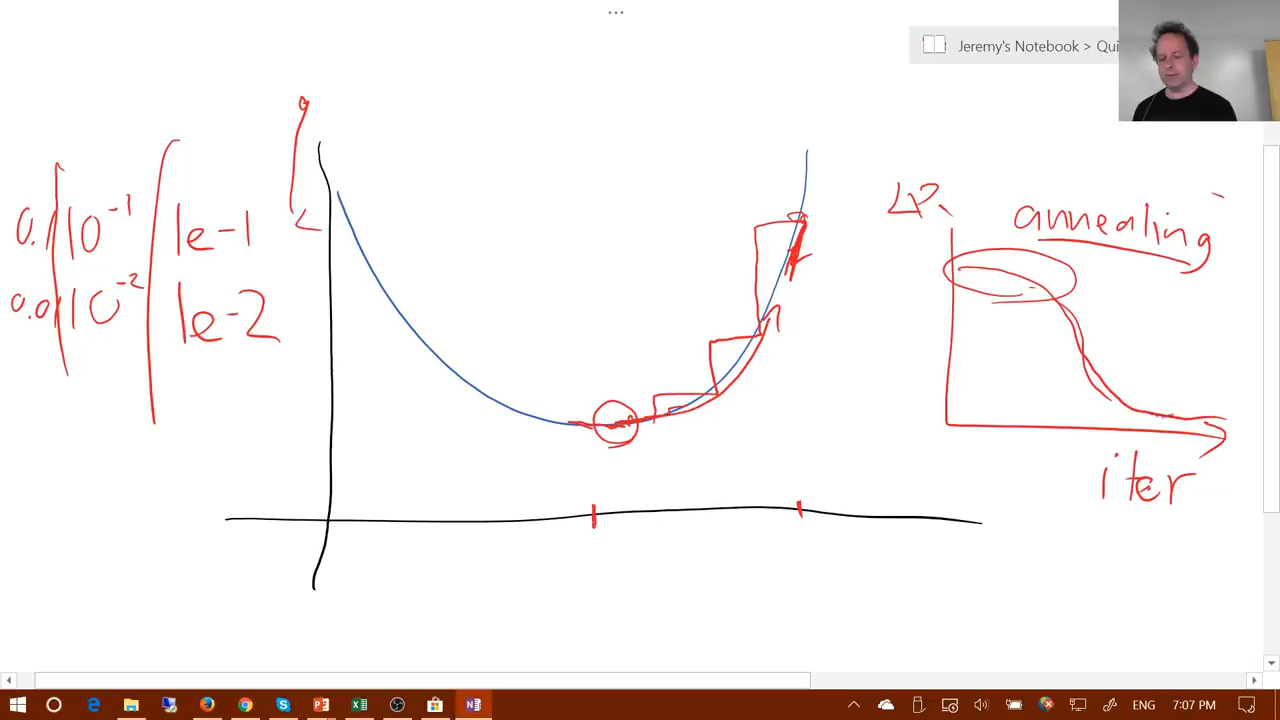 Jeremy's Notebook > Qui
0.1 10⁻¹ 1e-1
0.01 10⁻² 1e-2
LR
annealing
iter
ENG 7:07 PM